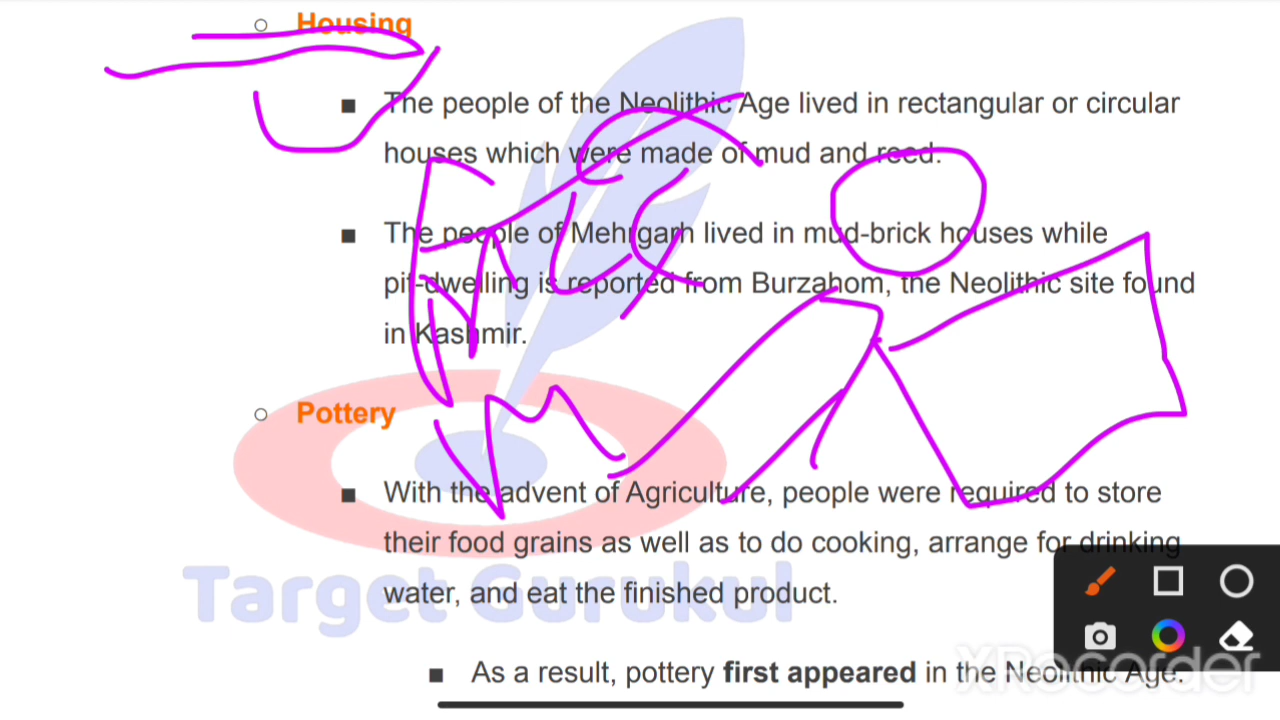 Housing
The people of the Neolithic Age lived in rectangular or circular
houses which were made of mud and reed.
The people of Mehrgarh lived in mud-brick houses while
pit-dwelling is reported from Burzahom, the Neolithic site found
in Kashmir.
Pottery
With the advent of Agriculture, people were required to store
their food grains as well as to do cooking, arrange for drinking
water, and eat the finished product.
Target Gurukul
As a result, pottery first appeared in the Neolithic Age.
XRecorder